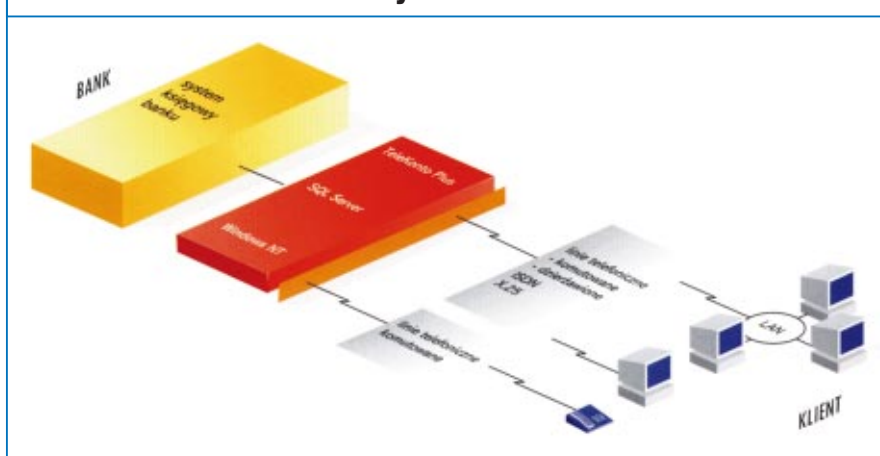 BANK
system
księgowy
banku
TeleKonto Plus
SQL Server
Windows NT
linie telefoniczne
- komutowane
- dzierżawione
ISDN
X.25
linie telefoniczne
komutowane
LAN
KLIENT